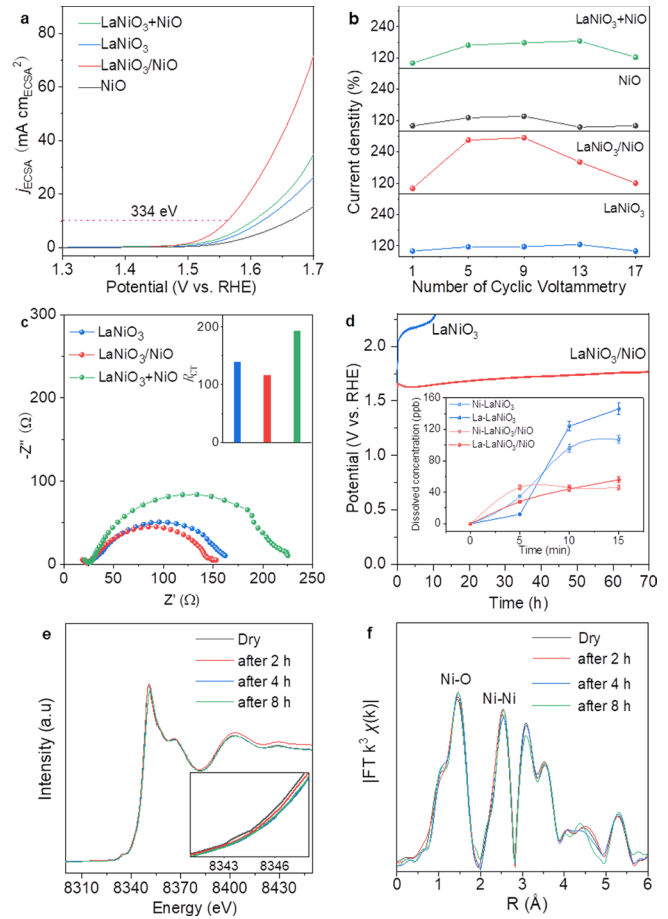 a
LaNiO3+NiO
LaNiO3
LaNiO3/NiO
NiO
80
60
40
20
0
jECSA (mA cmECSA2)
334 eV
1.3 1.4 1.5 1.6 1.7
Potential (V vs. RHE)
b
LaNiO3+NiO
120
NiO
120
LaNiO3/NiO
240
120
LaNiO3
240
120
Current denstity (%)
1 5 9 13 17
Number of Cyclic Voltammetry
c
LaNiO3
LaNiO3/NiO
LaNiO3+NiO
-300
-200
-100
0
-Z" (Ω)
200
100
0
RCT
0 50 100 150 200 250
Z' (Ω)
d
LaNiO3
LaNiO3/NiO
2.0
1.5
1.0
0.5
0.0
Potential (V vs. RHE)
Ni-LaNiO3
La-LaNiO3
Ni-LaNiO3/NiO
La-LaNiO3/NiO
160
120
80
40
0
Dissolved concentration (ppb)
0 5 10 15
Time (min)
0 10 20 30 40 50 60 70
Time (h)
e
Dry
after 2 h
after 4 h
after 8 h
Intensity (a.u)
8343 8346
8310 8340 8370 8400 8430
Energy (eV)
f
Dry
after 2 h
after 4 h
after 8 h
Ni-O
Ni-Ni
|FT k3 χ(k)|
0 1 2 3 4 5 6
R (Å)